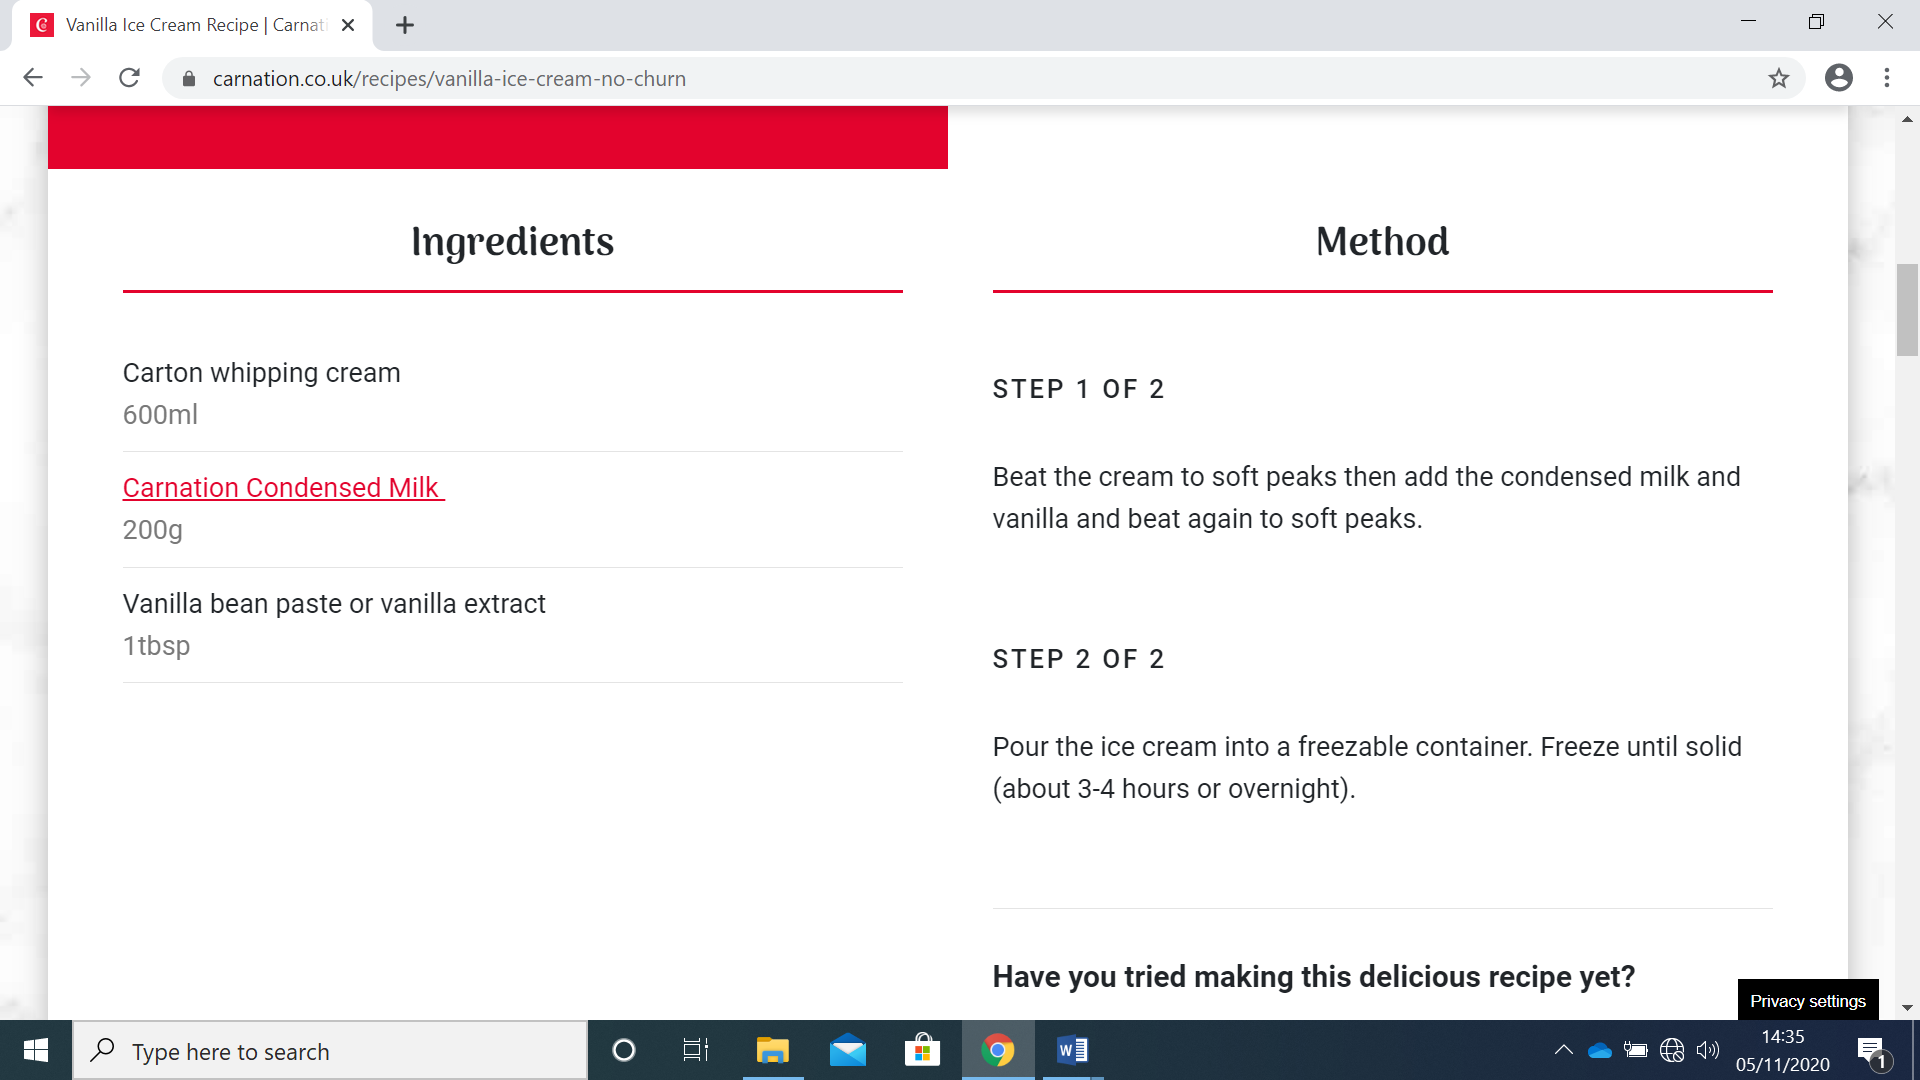 Vanilla Ice Cream Recipe | Carnati
carnation.co.uk/recipes/vanilla-ice-cream-no-churn
Ingredients
Carton whipping cream
600ml
Carnation Condensed Milk
200g
Vanilla bean paste or vanilla extract
1tbsp
Method
STEP 1 OF 2
Beat the cream to soft peaks then add the condensed milk and
vanilla and beat again to soft peaks.
STEP 2 OF 2
Pour the ice cream into a freezable container. Freeze until solid
(about 3-4 hours or overnight).
Have you tried making this delicious recipe yet?
Privacy settings
Type here to search
14:35
05/11/2020
1